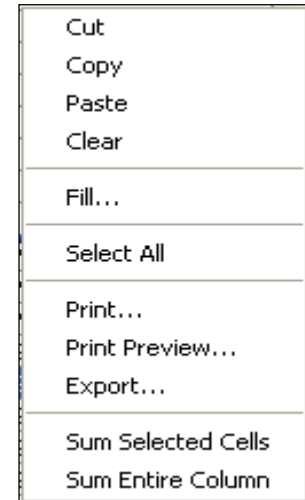 Cut
Copy
Paste
Clear
Fill...
Select All
Print...
Print Preview...
Export...
Sum Selected Cells
Sum Entire Column